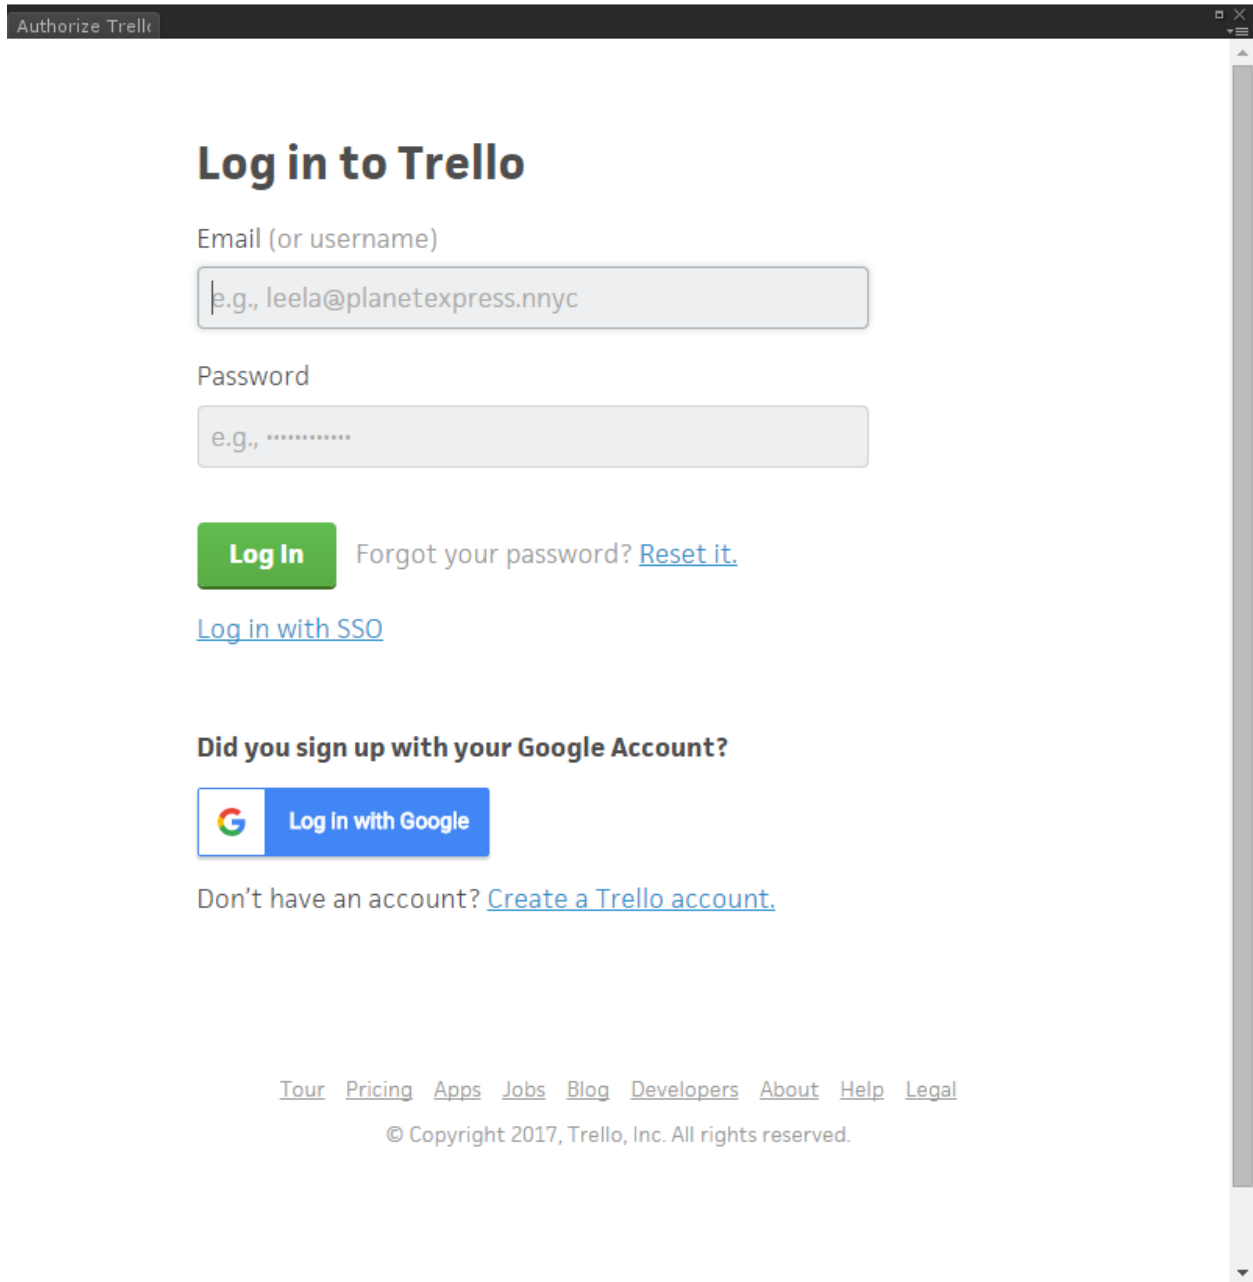 Authorize Trell
Log in to Trello
Email (or username)
e.g., leela@planetexpress.nnyc
Password
e.g., ············
Log In Forgot your password? Reset it.
Log in with SSO
Did you sign up with your Google Account?
G Log in with Google
Don't have an account? Create a Trello account.
Tour Pricing Apps Jobs Blog Developers About Help Legal
© Copyright 2017, Trello, Inc. All rights reserved.